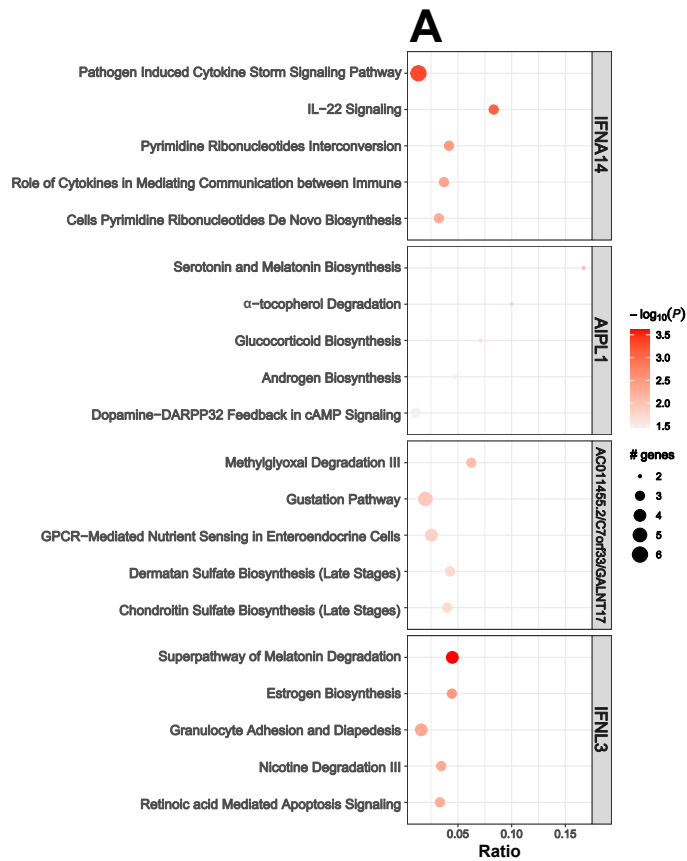 A
Pathogen Induced Cytokine Storm Signaling Pathway
IL−22 Signaling
Pyrimidine Ribonucleotides Interconversion
Role of Cytokines in Mediating Communication between Immune
Cells Pyrimidine Ribonucleotides De Novo Biosynthesis
IFNA14
Serotonin and Melatonin Biosynthesis
α−tocopherol Degradation
Glucocorticoid Biosynthesis
Androgen Biosynthesis
Dopamine−DARPP32 Feedback in cAMP Signaling
AIPL1
Methylglyoxal Degradation III
Gustation Pathway
GPCR−Mediated Nutrient Sensing in Enteroendocrine Cells
Dermatan Sulfate Biosynthesis (Late Stages)
Chondroitin Sulfate Biosynthesis (Late Stages)
AC011455.2/C7orf33/GALNT17
Superpathway of Melatonin Degradation
Estrogen Biosynthesis
Granulocyte Adhesion and Diapedesis
Nicotine Degradation III
Retinoic acid Mediated Apoptosis Signaling
IFNL3
0.05 0.10 0.15
Ratio
−log10(P)
3.5
3.0
2.5
2.0
1.5
# genes
2
3
4
5
6